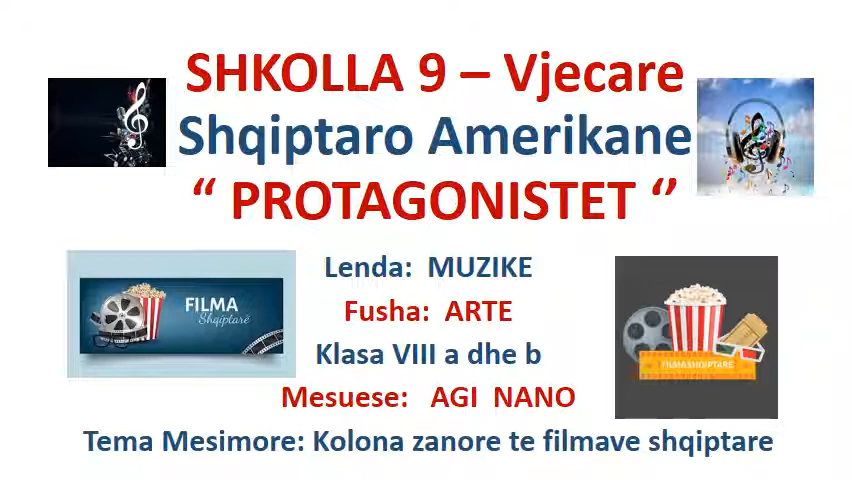 SHKOLLA 9 – Vjecare
Shqiptaro Amerikane
“ PROTAGONISTET ‘’
Lenda: MUZIKE
FILMA
Shqiptarë
Fusha: ARTE
Klasa VIII a dhe b
FILMASHQIPTARE
Mesuese: AGI NANO
Tema Mesimore: Kolona zanore te filmave shqiptare